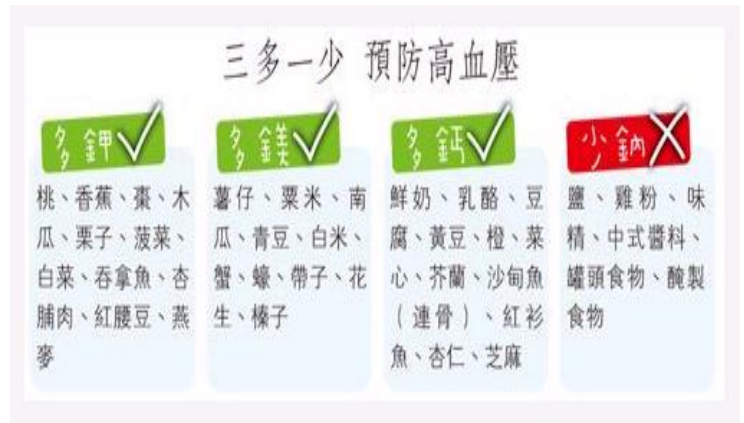 三多一少 預防高血壓
多鉀
桃、香蕉、棗、木
瓜、栗子、菠菜、
白菜、吞拿魚、杏
脯肉、紅腰豆、燕
麥
多鎂
薯仔、粟米、南
瓜、青豆、白米、
蟹、蠔、帶子、花
生、榛子
多鈣
鮮奶、乳酪、豆
腐、黃豆、橙、菜
心、芥蘭、沙甸魚
（連骨）、紅衫
魚、杏仁、芝麻
少鈉
鹽、雞粉、味
精、中式醬料、
罐頭食物、醃製
食物